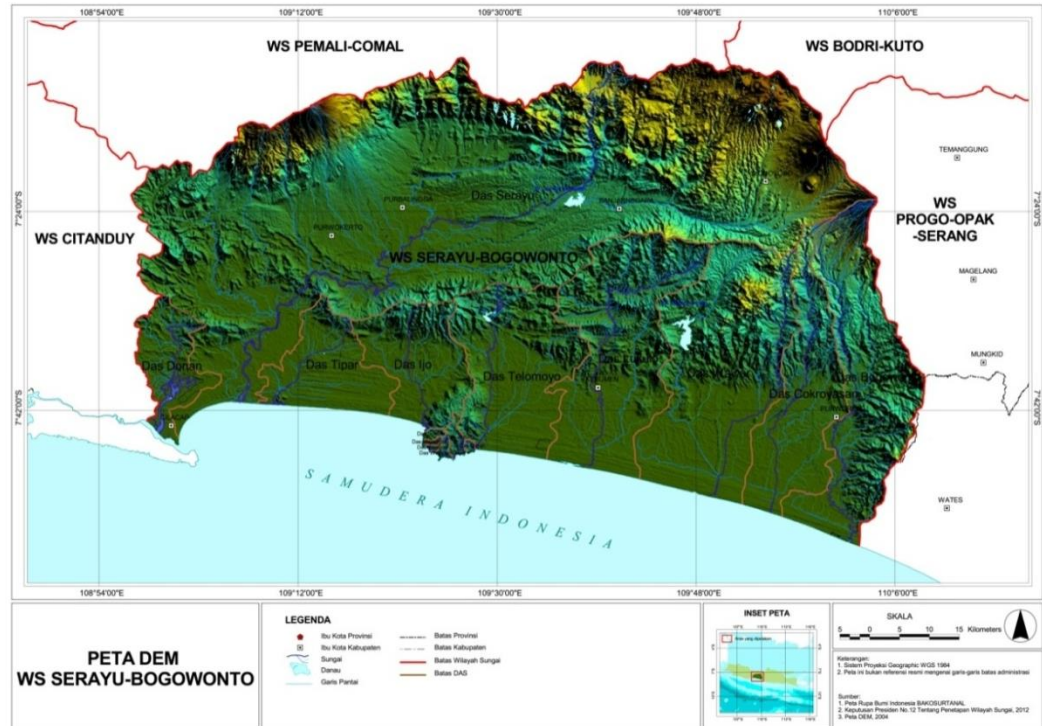 108°54'00"E 109°12'00"E 109°30'00"E 109°48'00"E 110°6'00"E
WS PEMALI-COMAL
WS BODRI-KUTO
TEMANGGUNG
7°24'00"S
7°24'00"S
WS CITANDUY
WS
PROGO-OPAK
-SERANG
Das Serayu
PURWOKERTO
WS SERAYU-BOGOWONTO
MAGELANG
MUNGKID
Das Donan
Das Tipar
Das Ijo
Das Telomoyo
Das Cokroyasan
7°42'00"S
7°42'00"S
WATES
SAMUDERA INDONESIA
108°54'00"E 109°12'00"E 109°30'00"E 109°48'00"E 110°6'00"E
PETA DEM
WS SERAYU-BOGOWONTO
LEGENDA
Ibu Kota Provinsi
Ibu Kota Kabupaten
Sungai
Danau
Garis Pantai
Batas Provinsi
Batas Kabupaten
Batas Wilayah Sungai
Batas DAS
INSET PETA
SKALA
5 0 5 10 15 Kilometers
Keterangan:
1. Sistem Proyeksi Geographic WGS 1984
2. Peta ini bukan referensi resmi mengenai garis-garis batas administrasi
Sumber:
1. Peta Rupa Bumi Indonesia BAKOSURTANAL
2. Keputusan Presiden No.12 Tentang Penetapan Wilayah Sungai, 2012
3. Peta DEM, 2004